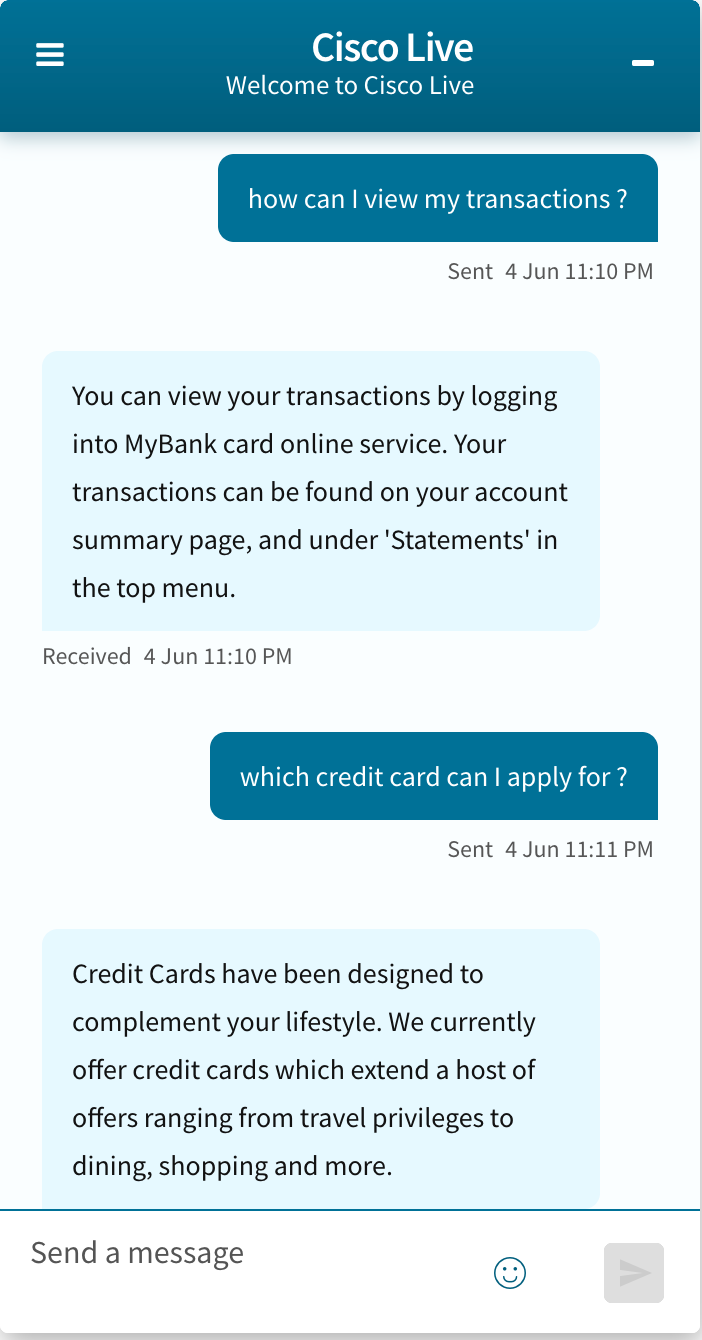 Cisco Live
Welcome to Cisco Live
how can I view my transactions ?
Sent 4 Jun 11:10 PM
You can view your transactions by logging
into MyBank card online service. Your
transactions can be found on your account
summary page, and under 'Statements' in
the top menu.
Received 4 Jun 11:10 PM
which credit card can I apply for ?
Sent 4 Jun 11:11 PM
Credit Cards have been designed to
complement your lifestyle. We currently
offer credit cards which extend a host of
offers ranging from travel privileges to
dining, shopping and more.
Send a message